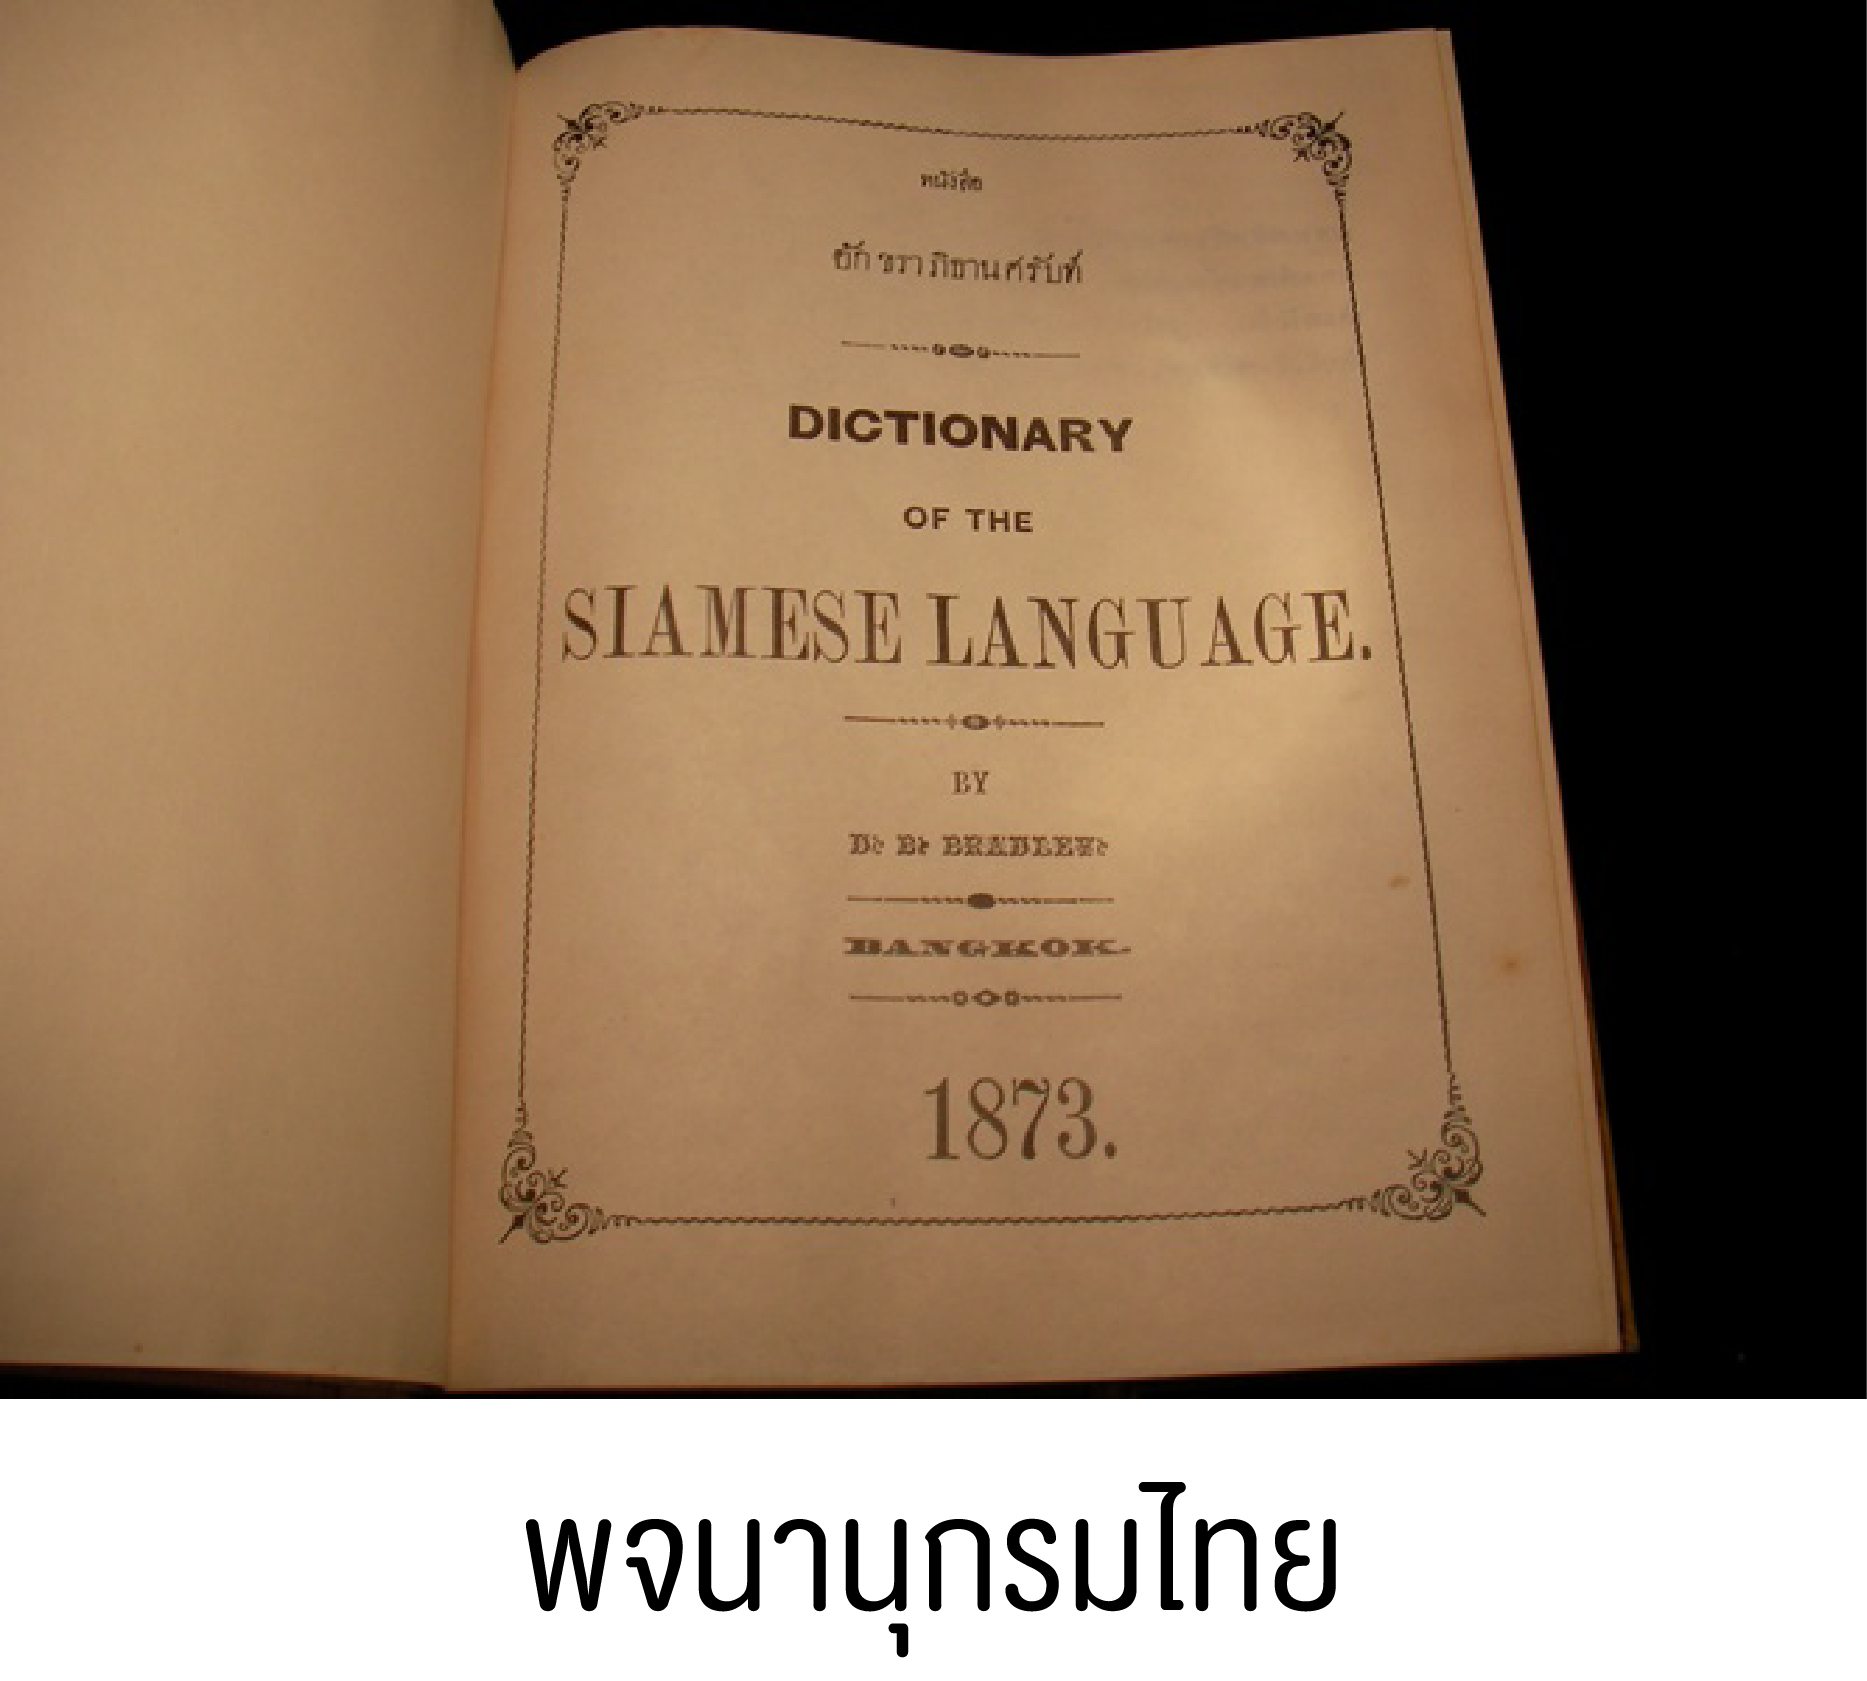 หนังสือ
อักขราภิธานศรับท์
DICTIONARY
OF THE
SIAMESE LANGUAGE.
BY
D. B. BRADLEY.
BANGKOK.
1873.
พจนานุกรมไทย